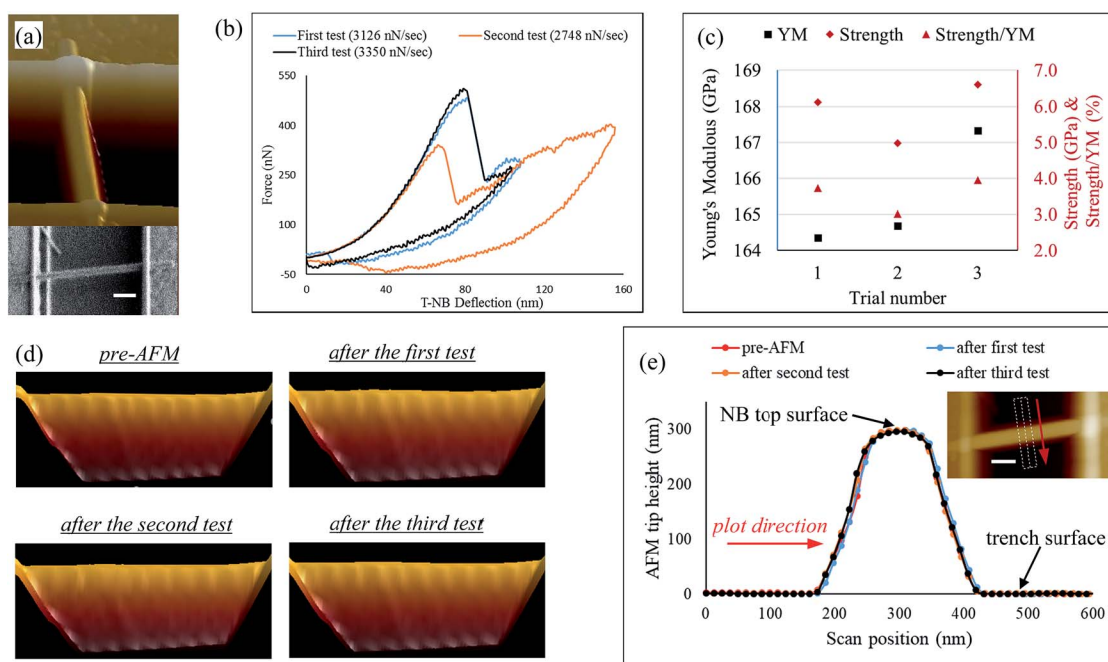 (a)
(b)
First test (3126 nN/sec)
Second test (2748 nN/sec)
Third test (3350 nN/sec)
Force (nN)
550
400
250
100
-50
0
40
80
120
160
T-NB Deflection (nm)
(c)
YM
Strength
Strength/YM
Young's Modulous (GPa)
169
168
167
166
165
164
7.0
6.0
5.0
4.0
3.0
2.0
Strength (GPa) &
Strength/YM (%)
1
2
3
Trial number
(d)
pre-AFM
after the first test
after the second test
after the third test
(e)
pre-AFM
after first test
after second test
after third test
NB top surface
AFM tip height (nm)
300
200
100
0
plot direction
trench surface
0
100
200
300
400
500
600
Scan position (nm)